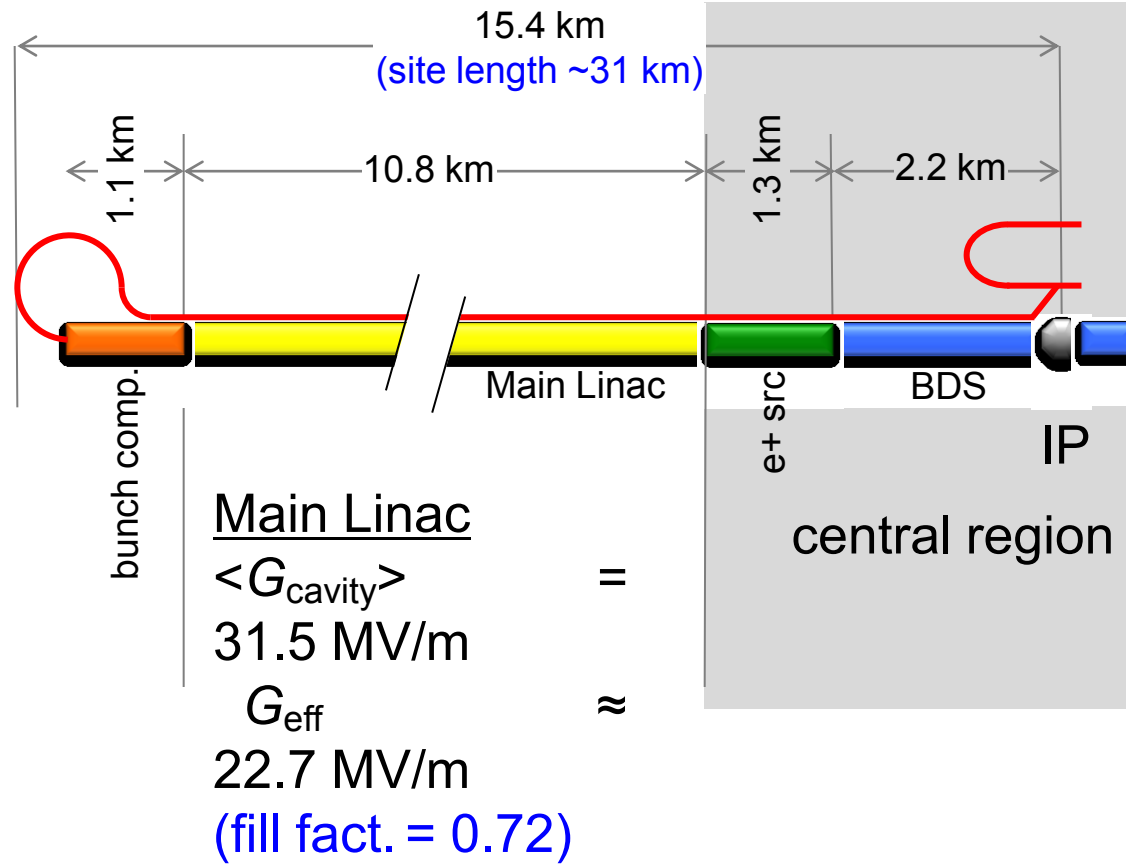 15.4 km
(site length ~31 km)
1.1 km
10.8 km
1.3 km
2.2 km
Main Linac
BDS
bunch comp.
e+ src
IP
central region
Main Linac
<G_cavity> =
31.5 MV/m
G_eff ≈
22.7 MV/m
(fill fact. = 0.72)